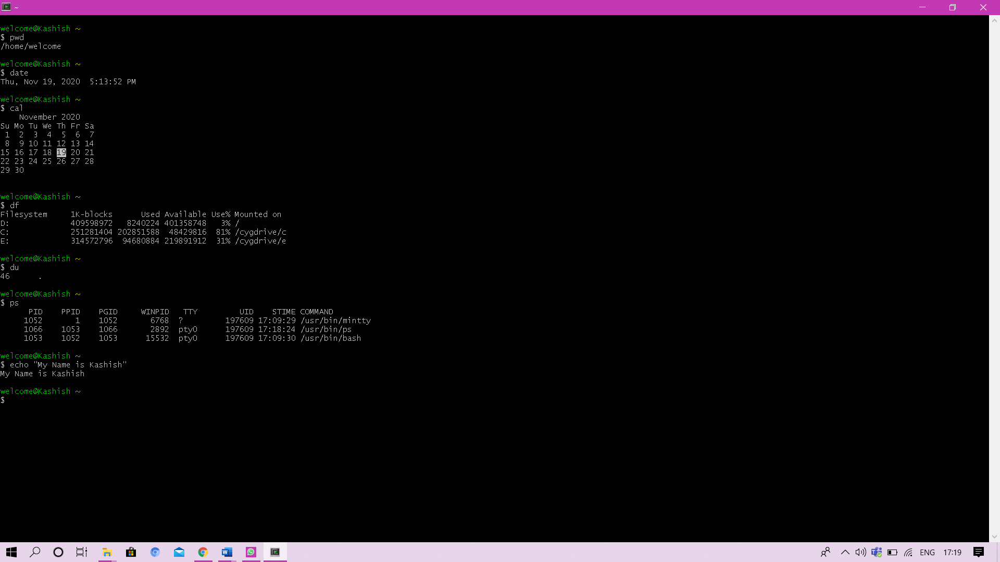 ~
welcome@Kashish ~
$ pwd
/home/welcome
welcome@Kashish ~
$ date
Thu, Nov 19, 2020  5:13:52 PM
welcome@Kashish ~
$ cal
    November 2020
Su Mo Tu We Th Fr Sa
 1  2  3  4  5  6  7
 8  9 10 11 12 13 14
15 16 17 18 19 20 21
22 23 24 25 26 27 28
29 30
welcome@Kashish ~
$ df
Filesystem     1K-blocks      Used Available Use% Mounted on
D:             409598972   8240224 401358748   3% /
C:             251281404 202851588  48429816  81% /cygdrive/c
E:             314572796  94680884 219891912  31% /cygdrive/e
welcome@Kashish ~
$ du
46      .
welcome@Kashish ~
$ ps
      PID    PPID    PGID     WINPID   TTY         UID    STIME COMMAND
     1052       1    1052       6768   ?         197609 17:09:29 /usr/bin/mintty
     1066    1053    1066       2892  pty0      197609 17:18:24 /usr/bin/ps
     1053    1052    1053      15532  pty0      197609 17:09:30 /usr/bin/bash
welcome@Kashish ~
$ echo "My Name is Kashish"
My Name is Kashish
welcome@Kashish ~
$
ENG 17:19